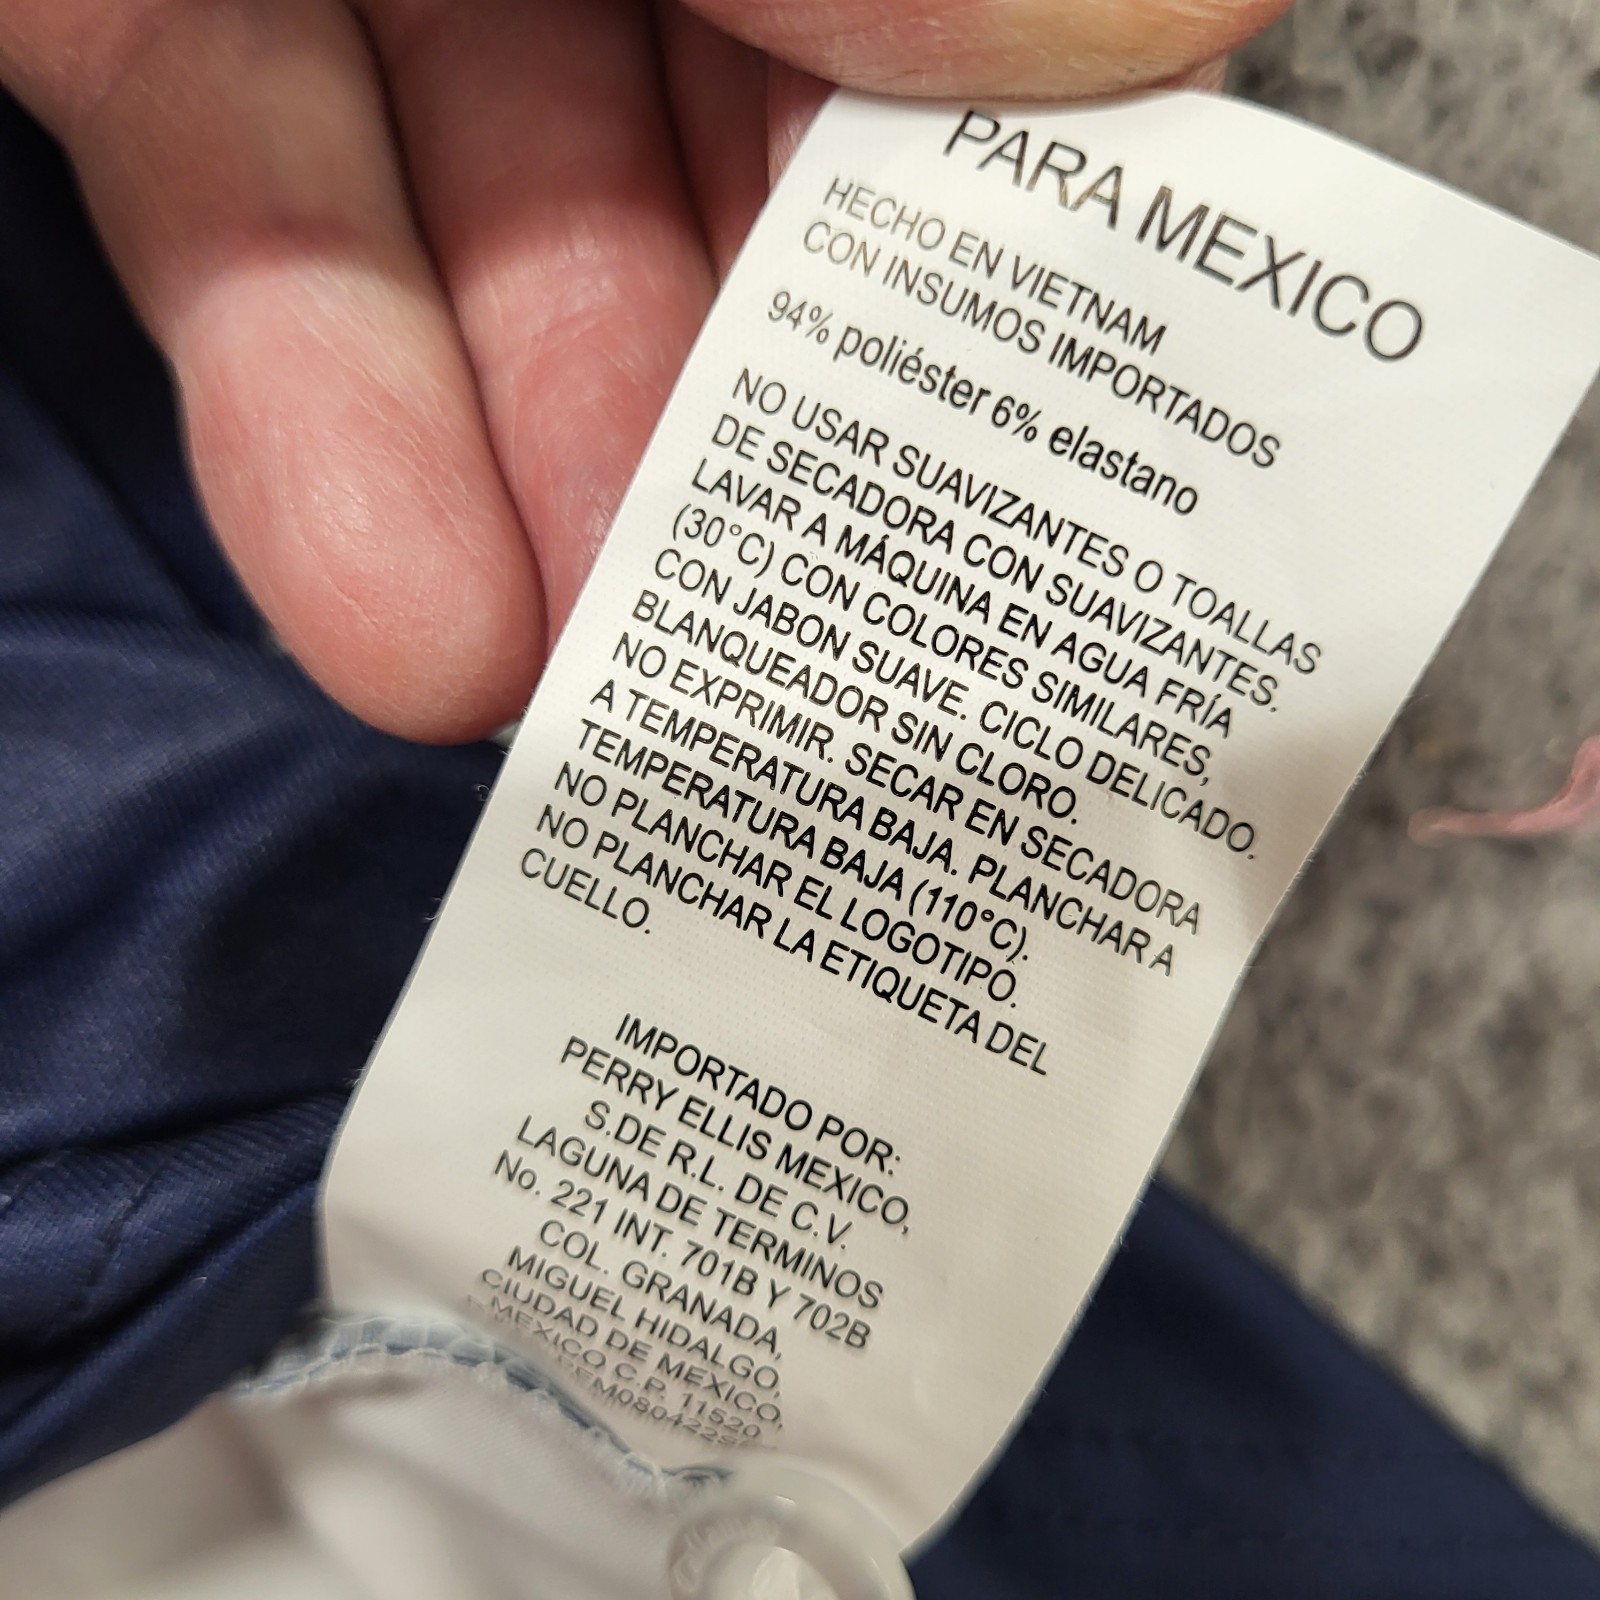 PARA MEXICO
HECHO EN VIETNAM
CON INSUMOS IMPORTADOS
94% poliéster 6% elastano
NO USAR SUAVIZANTES O TOALLAS
DE SECADORA CON SUAVIZANTES.
LAVAR A MÁQUINA EN AGUA FRÍA
(30°C) CON COLORES SIMILARES,
CON JABON SUAVE. CICLO DELICADO.
BLANQUEADOR SIN CLORO.
NO EXPRIMIR. SECAR EN SECADORA
A TEMPERATURA BAJA. PLANCHAR A
TEMPERATURA BAJA (110°C).
NO PLANCHAR EL LOGOTIPO.
NO PLANCHAR LA ETIQUETA DEL
CUELLO.
IMPORTADO POR:
PERRY ELLIS MEXICO,
S.DE R.L. DE C.V.
LAGUNA DE TERMINOS
No. 221 INT. 701B Y 702B
COL. GRANADA,
MIGUEL HIDALGO,
CIUDAD DE MEXICO,
MEXICO C.P. 11520